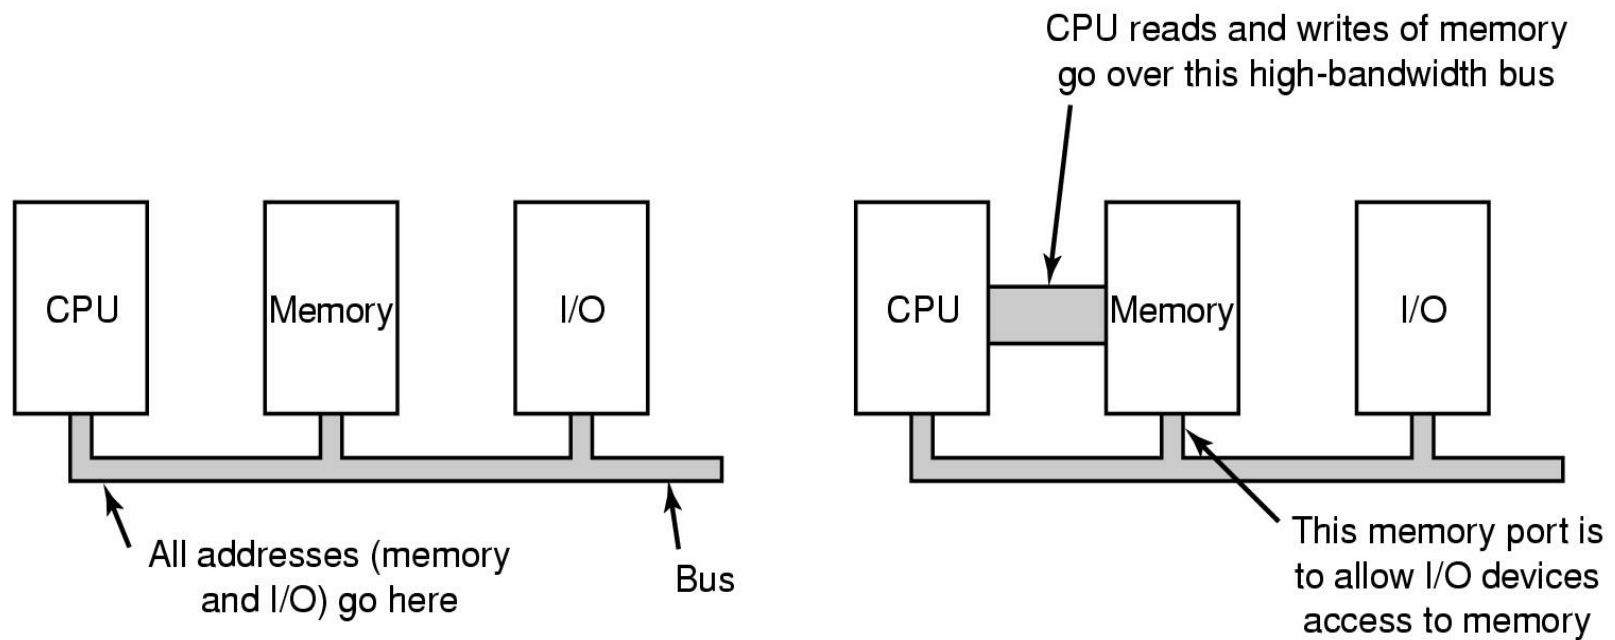 CPU reads and writes of memory
go over this high-bandwidth bus
CPU
Memory
I/O
CPU
Memory
I/O
All addresses (memory
and I/O) go here
Bus
This memory port is
to allow I/O devices
access to memory